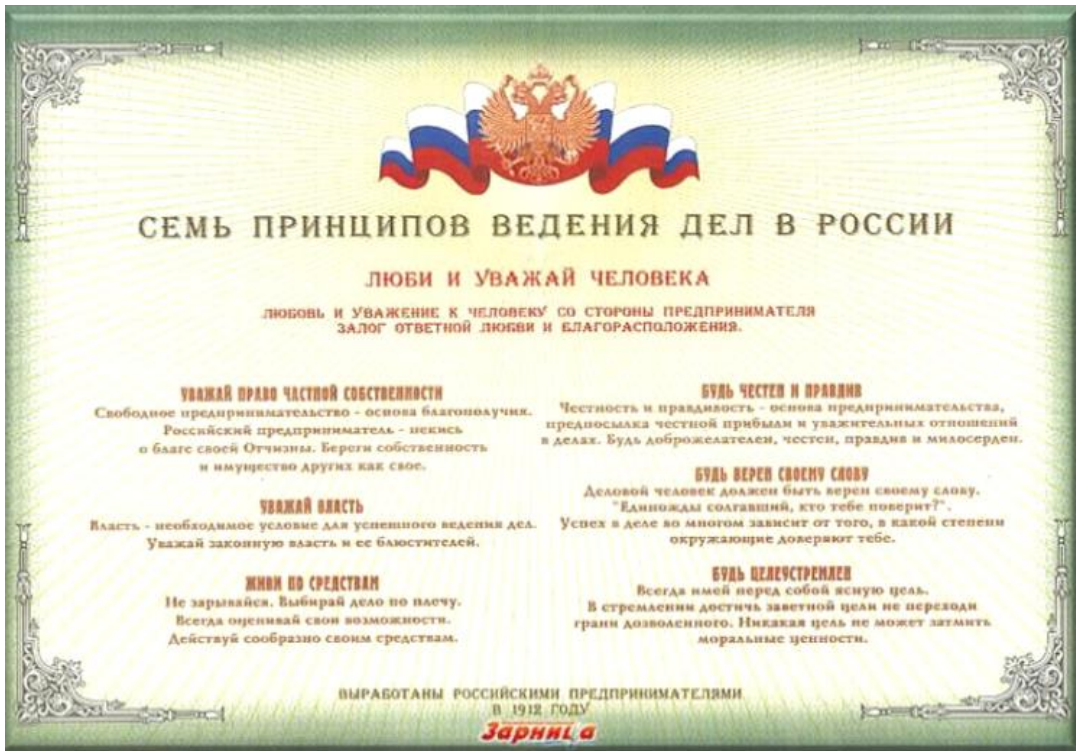 СЕМЬ ПРИНЦИПОВ ВЕДЕНИЯ ДЕЛ В РОССИИ
ЛЮБИ И УВАЖАЙ ЧЕЛОВЕКА
ЛЮБОВЬ И УВАЖЕНИЕ К ЧЕЛОВЕКУ СО СТОРОНЫ ПРЕДПРИНИМАТЕЛЯ
ЗАЛОГ ОТВЕТНОЙ ЛЮБВИ И БЛАГОРАСПОЛОЖЕНИЯ.
УВАЖАЙ ПРАВО ЧАСТНОЙ СОБСТВЕННОСТИ
Свободное предпринимательство - основа благополучия.
Российский предприниматель - пекись
о благе своей Отчизны. Береги собственность
и имущество других как свое.
УВАЖАЙ ВЛАСТЬ
Власть - необходимое условие для успешного ведения дел.
Уважай законную власть и ее блюстителей.
ЖИВИ ПО СРЕДСТВАМ
Не зарывайся. Выбирай дело по плечу.
Всегда оценивай свои возможности.
Действуй сообразно своим средствам.
БУДЬ ЧЕСТЕН И ПРАВДИВ
Честность и правдивость - основа предпринимательства,
предпосылка честной прибыли и уважительных отношений
в делах. Будь доброжелателен, честен, правдив и милосерден.
БУДЬ ВЕРЕН СВОЕМУ СЛОВУ
Деловой человек должен быть верен своему слову.
"Единожды солгавший, кто тебе поверит?".
Успех в деле во многом зависит от того, в какой степени
окружающие доверяют тебе.
БУДЬ ЦЕЛЕУСТРЕМЛЕН
Всегда имей перед собой ясную цель.
В стремлении достичь заветной цели не переходи
грани дозволенного. Никакая цель не может затмить
моральные ценности.
ВЫРАБОТАНЫ РОССИЙСКИМИ ПРЕДПРИНИМАТЕЛЯМИ
В 1912 ГОДУ
Зарница